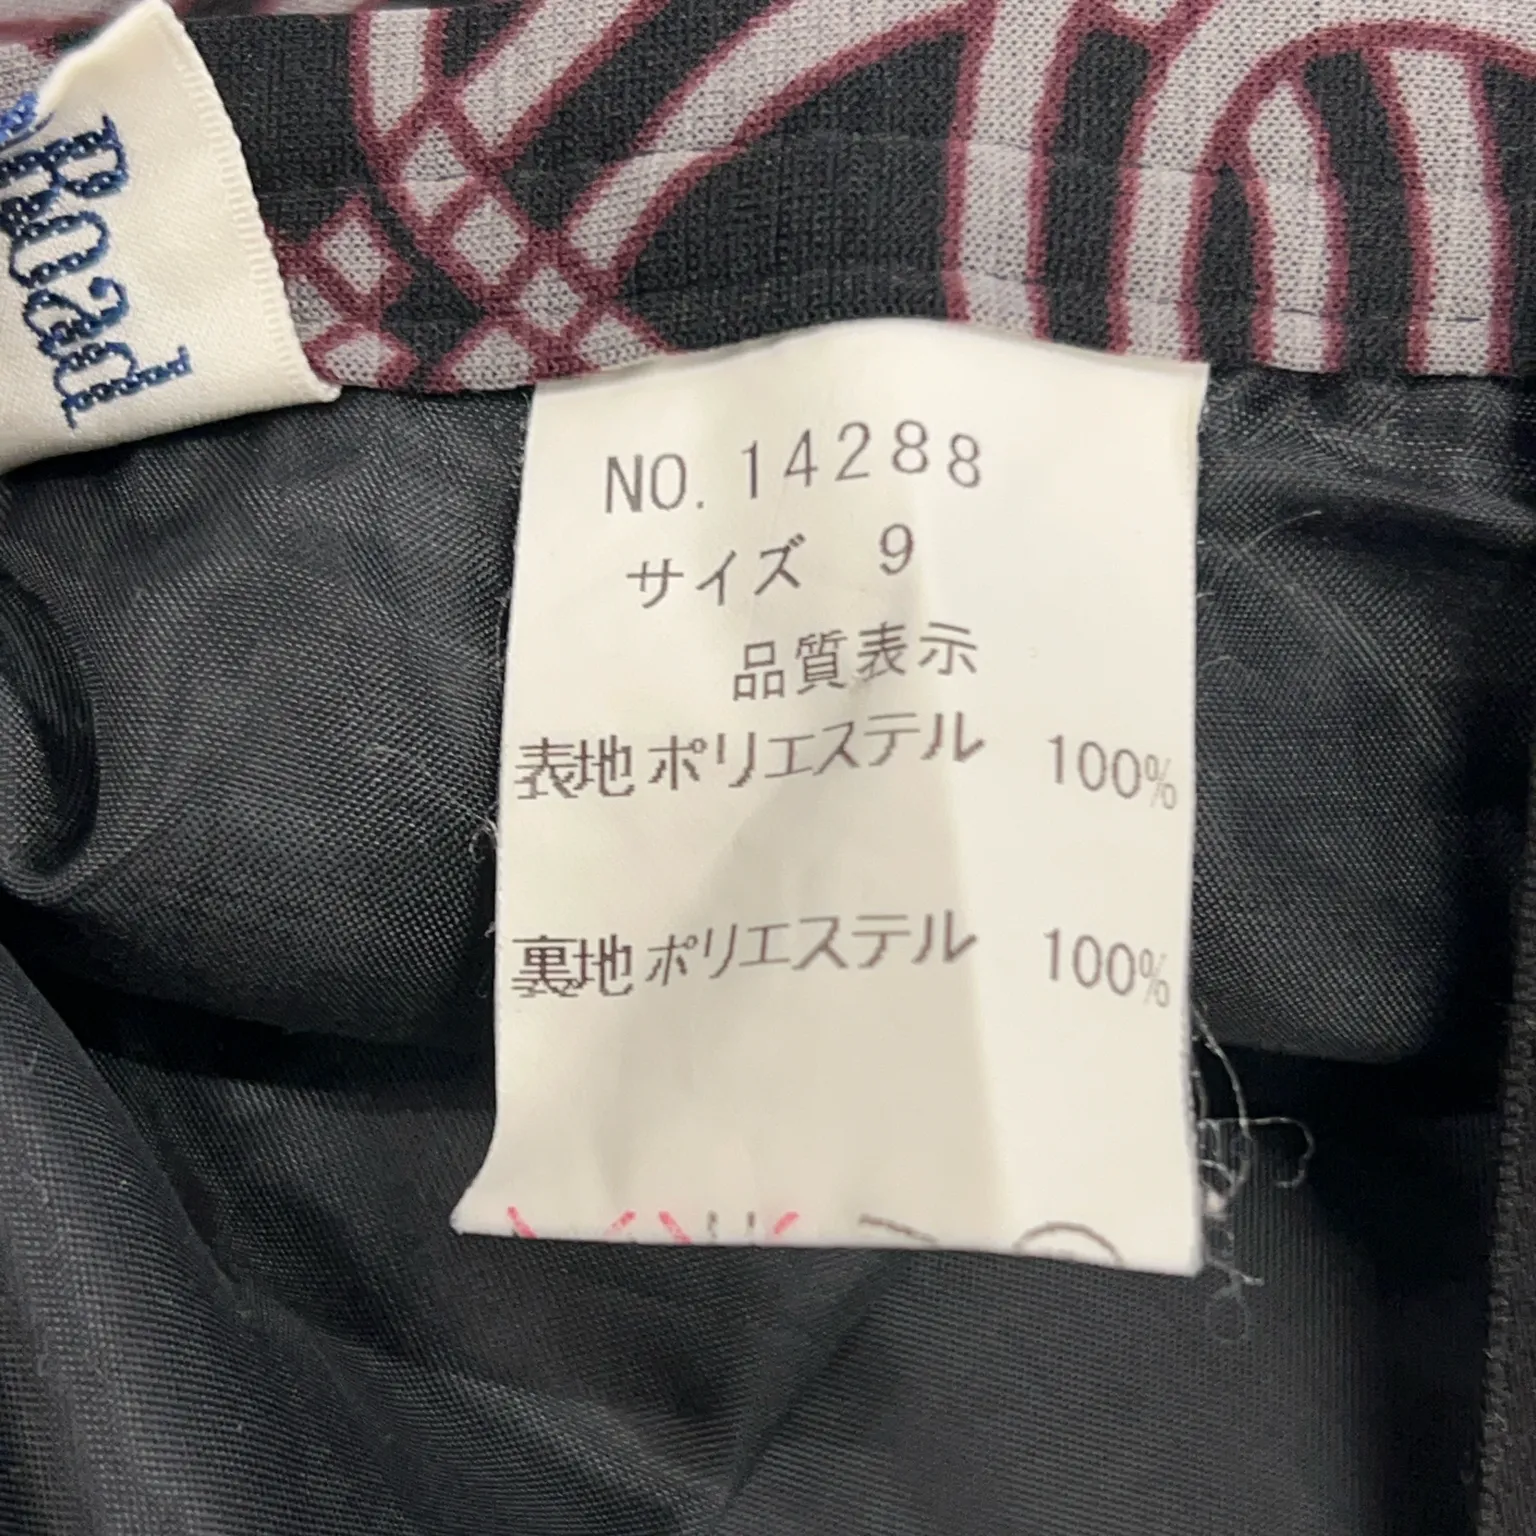 Road
NO. 14288
サイズ 9
品質表示
表地 ポリエステル 100%
裏地 ポリエステル 100%